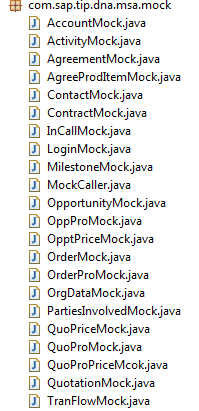 com.sap.tip.dna.msa.mock
AccountMock.java
ActivityMock.java
AgreementMock.java
AgreeProdItemMock.java
ContactMock.java
ContractMock.java
InCallMock.java
LoginMock.java
MilestoneMock.java
MockCaller.java
OpportunityMock.java
OppProMock.java
OpptPriceMock.java
OrderMock.java
OrderProMock.java
OrgDataMock.java
PartiesInvolvedMock.java
QuoPriceMock.java
QuoProMock.java
QuoProPriceMcok.java
QuotationMock.java
TranFlowMock.java